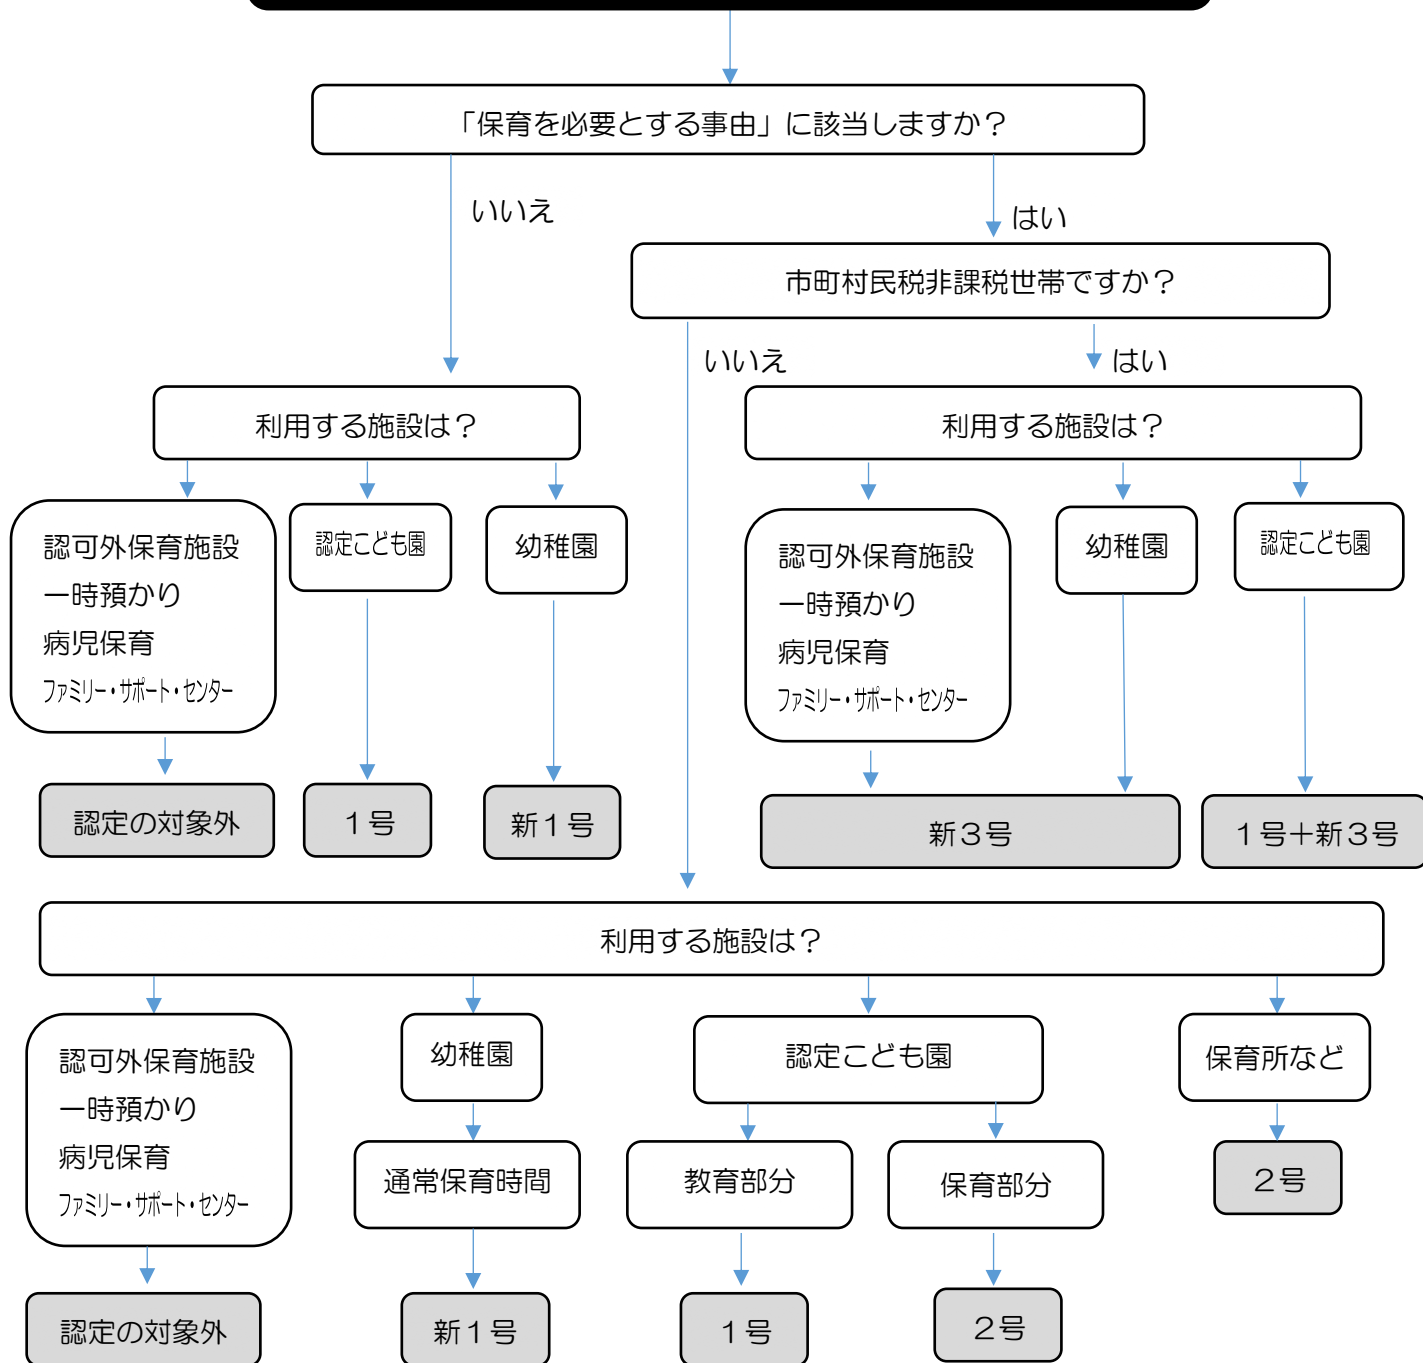 「保育を必要とする事由」に該当しますか？
いいえ
はい
市町村民税非課税世帯ですか？
いいえ
はい
利用する施設は？
利用する施設は？
認可外保育施設
一時預かり
病児保育
ファミリー・サポート・センター
認定こども園
幼稚園
認可外保育施設
一時預かり
病児保育
ファミリー・サポート・センター
幼稚園
認定こども園
認定の対象外
１号
新１号
新３号
１号＋新３号
利用する施設は？
認可外保育施設
一時預かり
病児保育
ファミリー・サポート・センター
幼稚園
認定こども園
保育所など
通常保育時間
教育部分
保育部分
２号
認定の対象外
新１号
１号
２号